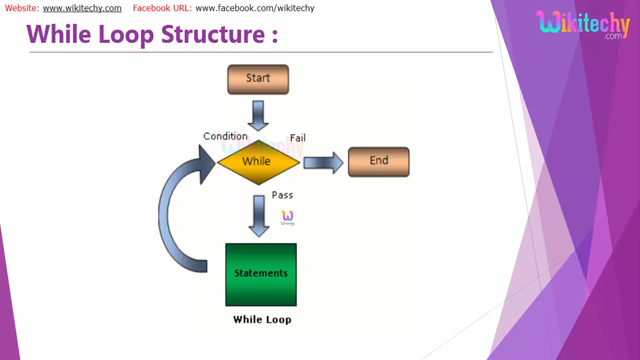 Website: www.wikitechy.com Facebook URL: www.facebook.com/wikitechy
Wikitechy
.com
While Loop Structure :
Start
Condition
Fail
While
End
Pass
Statements
While Loop